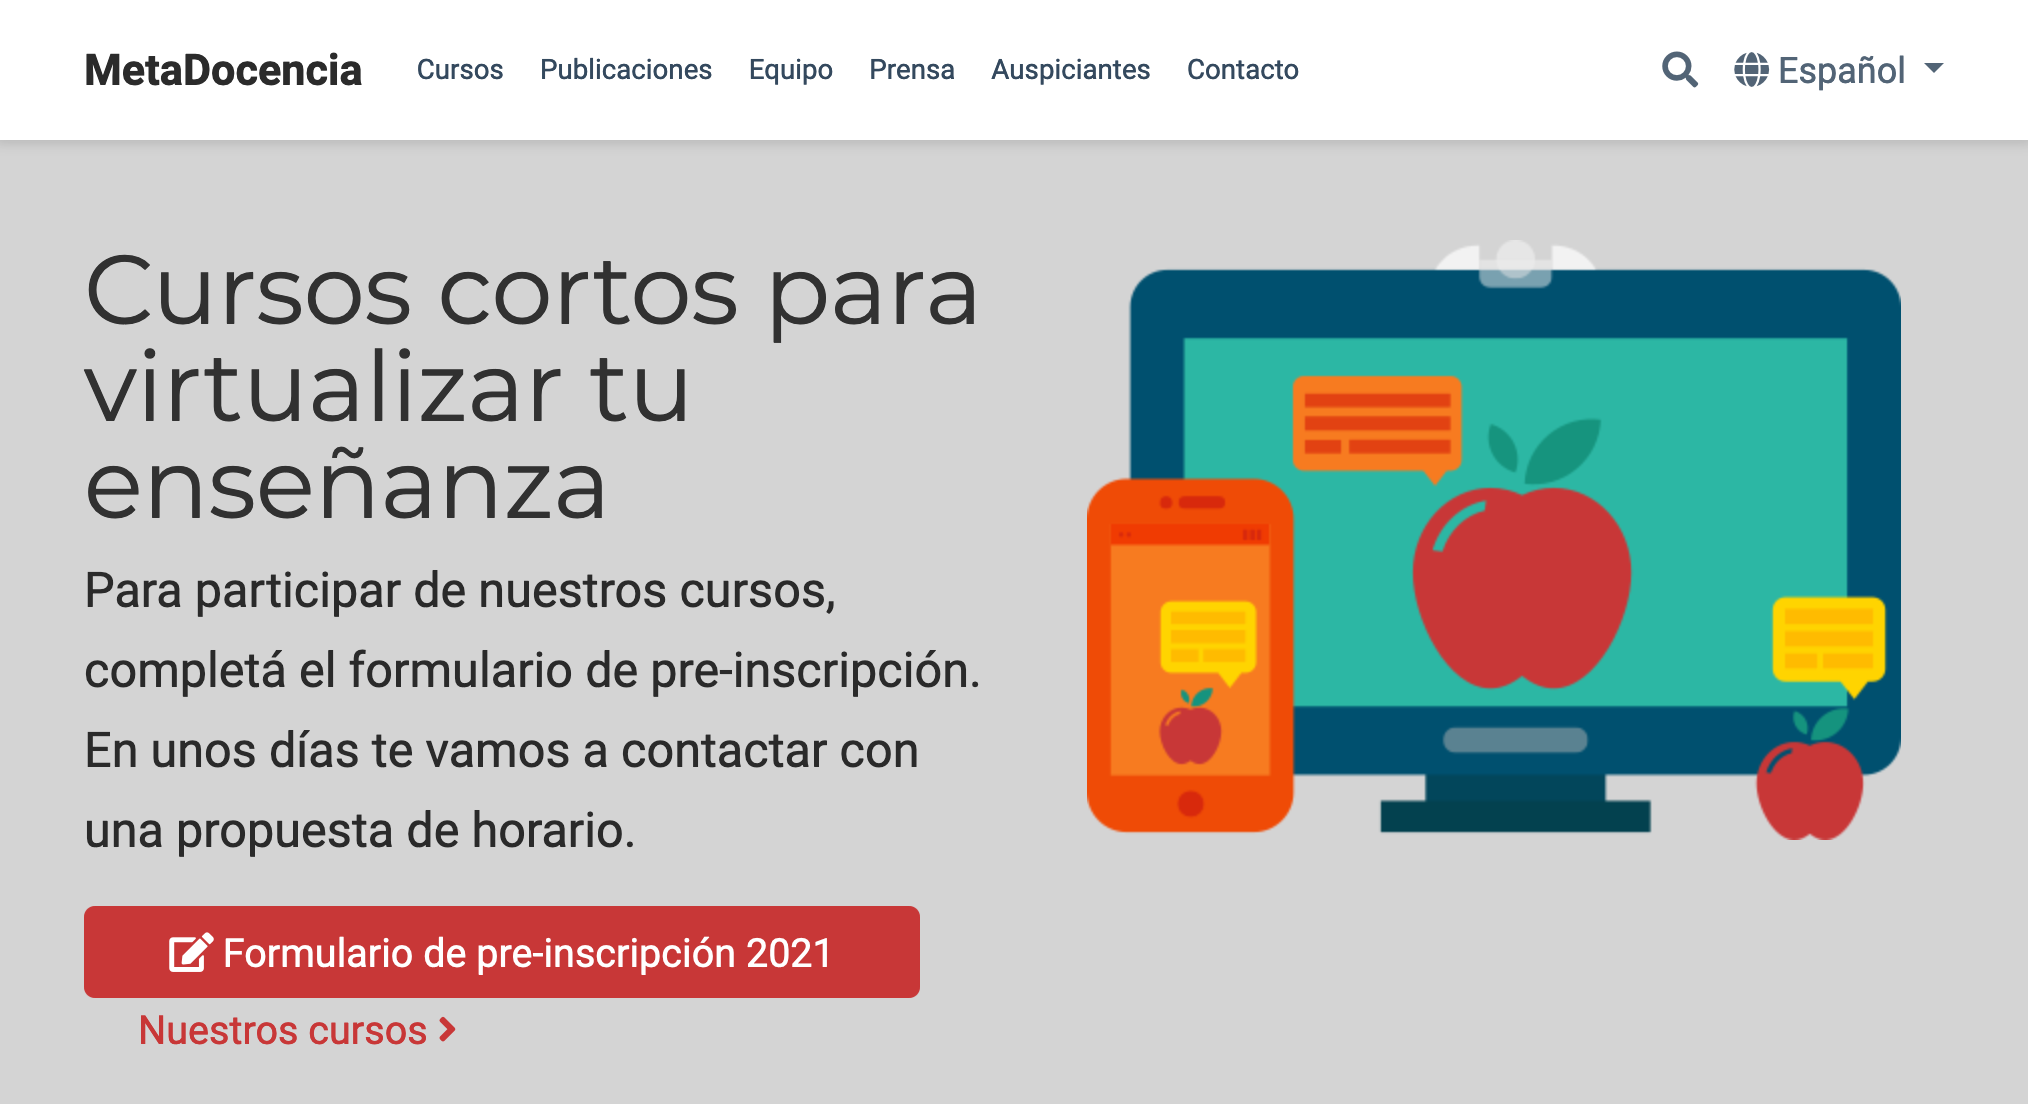 MetaDocencia Cursos Publicaciones Equipo Prensa Auspiciantes Contacto Español
Cursos cortos para
virtualizar tu
enseñanza
Para participar de nuestros cursos,
completá el formulario de pre-inscripción.
En unos días te vamos a contactar con
una propuesta de horario.
Formulario de pre-inscripción 2021
Nuestros cursos